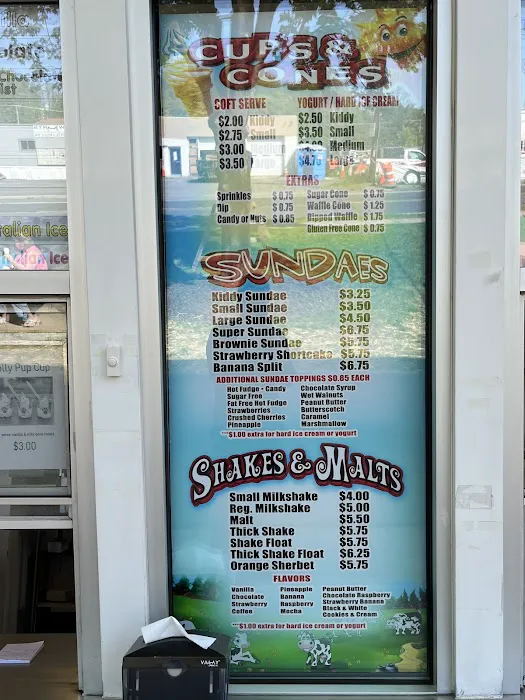 CUPS &
CONES
SOFT SERVE
$2.00 Kiddy
$2.75 Small
$3.00
$3.50
YOGURT / HARD ICE CREAM
$2.50 Kiddy
$3.50 Small
Medium
$4.75 Large
EXTRAS
Sprinkles $0.75
Dip $0.75
Candy or Nuts $0.85
Sugar Cone $0.75
Waffle Cone $1.25
Dipped Waffle $1.75
Gluten Free Cone $0.75
SUNDAES
Kiddy Sundae $3.25
Small Sundae $3.50
Large Sundae $4.50
Super Sundae $6.75
Brownie Sundae $5.75
Strawberry Shortcake $5.75
Banana Split $6.75
ADDITIONAL SUNDAE TOPPINGS $0.85 EACH
Hot Fudge - Candy
Sugar Free
Fat Free Hot Fudge
Strawberries
Crushed Cherries
Pineapple
Chocolate Syrup
Wet Walnuts
Peanut Butter
Butterscotch
Caramel
Marshmallow
**$1.00 extra for hard ice cream or yogurt
SHAKES & MALTS
Small Milkshake $4.00
Reg. Milkshake $5.00
Malt $5.50
Thick Shake $5.75
Shake Float $5.75
Thick Shake Float $6.25
Orange Sherbet $5.75
FLAVORS
Vanilla
Chocolate
Strawberry
Coffee
Pineapple
Banana
Raspberry
Mocha
Peanut Butter
Chocolate Raspberry
Strawberry Banana
Black & White
Cookies & Cream
**$1.00 extra for hard ice cream or yogurt
Pup Cup
$3.00
Ice
Ice